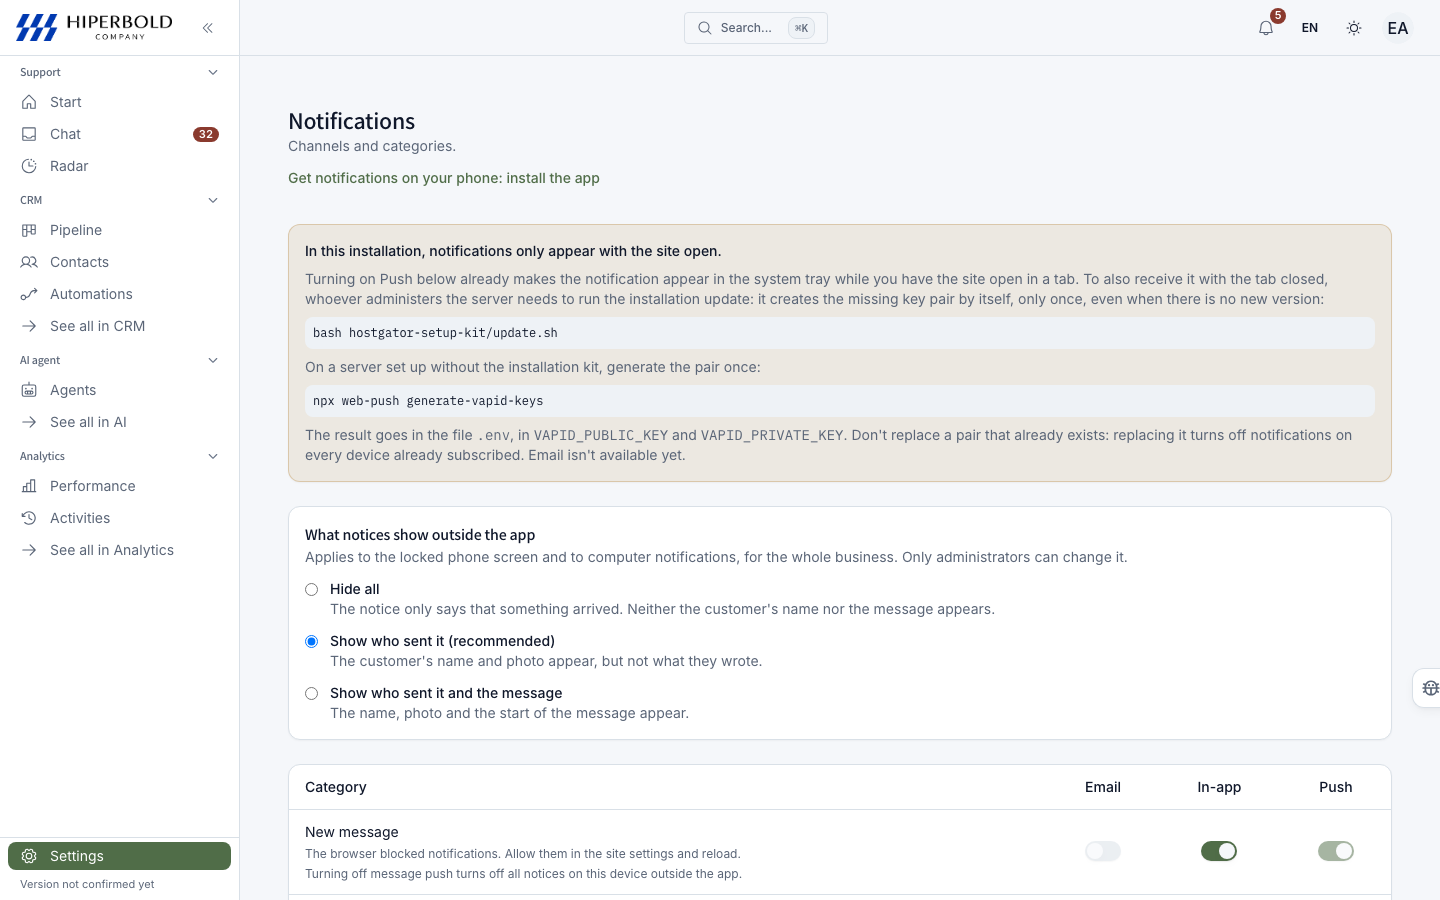 HIPERBOLD
COMPANY
Search...
⌘K
5
EN
EA
Support
Start
Chat
32
Radar
CRM
Pipeline
Contacts
Automations
See all in CRM
AI agent
Agents
See all in AI
Analytics
Performance
Activities
See all in Analytics
Settings
Version not confirmed yet
Notifications
Channels and categories.
Get notifications on your phone: install the app
In this installation, notifications only appear with the site open.
Turning on Push below already makes the notification appear in the system tray while you have the site open in a tab. To also receive it with the tab closed,
whoever administers the server needs to run the installation update: it creates the missing key pair by itself, only once, even when there is no new version:
bash hostgator-setup-kit/update.sh
On a server set up without the installation kit, generate the pair once:
npx web-push generate-vapid-keys
The result goes in the file .env, in VAPID_PUBLIC_KEY and VAPID_PRIVATE_KEY. Don't replace a pair that already exists: replacing it turns off notifications on
every device already subscribed. Email isn't available yet.
What notices show outside the app
Applies to the locked phone screen and to computer notifications, for the whole business. Only administrators can change it.
Hide all
The notice only says that something arrived. Neither the customer's name nor the message appears.
Show who sent it (recommended)
The customer's name and photo appear, but not what they wrote.
Show who sent it and the message
The name, photo and the start of the message appear.
Category
Email
In-app
Push
New message
The browser blocked notifications. Allow them in the site settings and reload.
Turning off message push turns off all notices on this device outside the app.